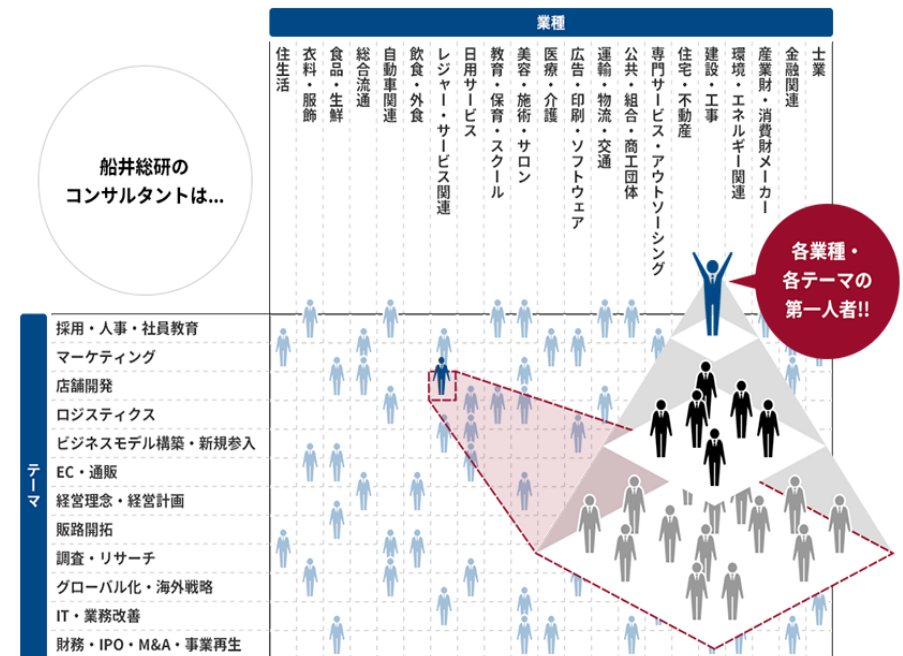 業種
住生活
衣料・服飾
食品・生鮮
総合流通
自動車関連
飲食・外食
レジャー・サービス関連
日用サービス
教育・保育・スクール
美容・施術・サロン
医療・介護
広告・印刷・ソフトウェア
運輸・物流・交通
公共・組合・商工団体
専門サービス・アウトソーシング
住宅・不動産
建設・工事
環境・エネルギー関連
産業財・消費財メーカー
金融関連
士業
船井総研の
コンサルタントは...
各業種・
各テーマの
第一人者!!
テーマ
採用・人事・社員教育
マーケティング
店舗開発
ロジスティクス
ビジネスモデル構築・新規参入
EC・通販
経営理念・経営計画
販路開拓
調査・リサーチ
グローバル化・海外戦略
IT・業務改善
財務・IPO・M&A・事業再生